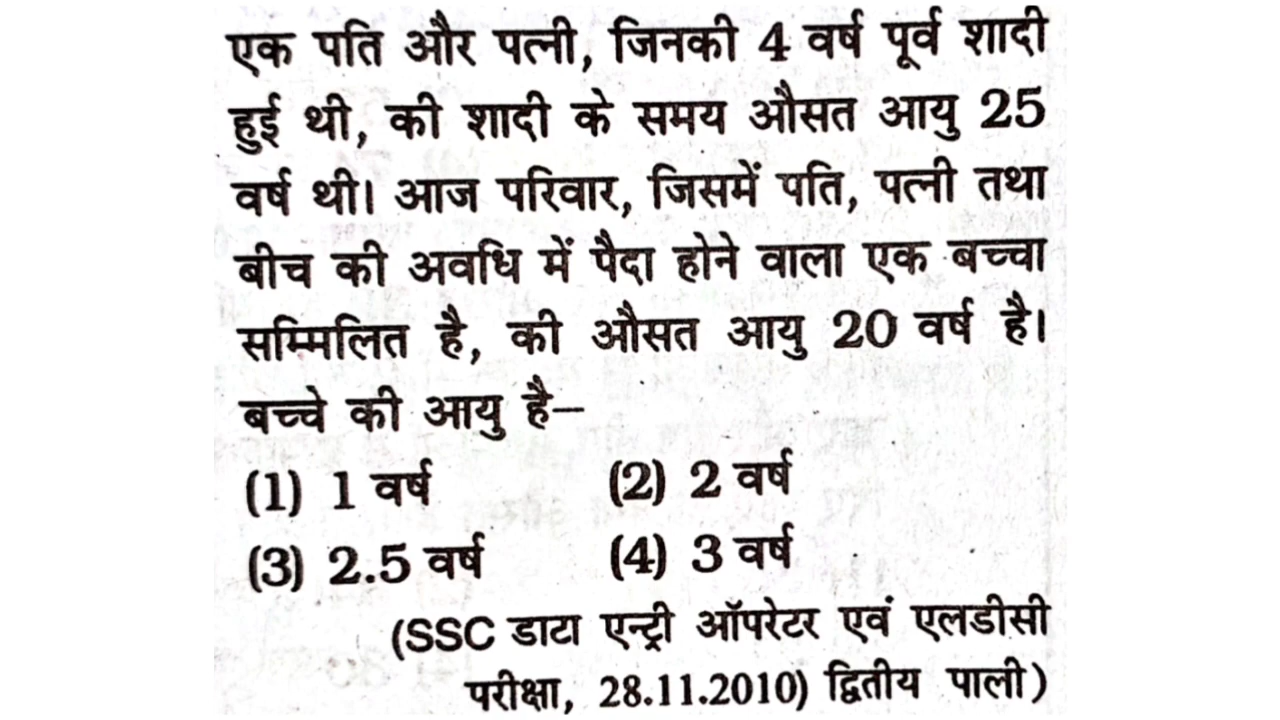 एक पति और पत्नी, जिनकी 4 वर्ष पूर्व शादी
हुई थी, की शादी के समय औसत आयु 25
वर्ष थी। आज परिवार, जिसमें पति, पत्नी तथा
बीच की अवधि में पैदा होने वाला एक बच्चा
सम्मिलित है, की औसत आयु 20 वर्ष है।
बच्चे की आयु है–
(1) 1 वर्ष (2) 2 वर्ष
(3) 2.5 वर्ष (4) 3 वर्ष
(SSC डाटा एन्ट्री ऑपरेटर एवं एलडीसी
परीक्षा, 28.11.2010) द्वितीय पाली)